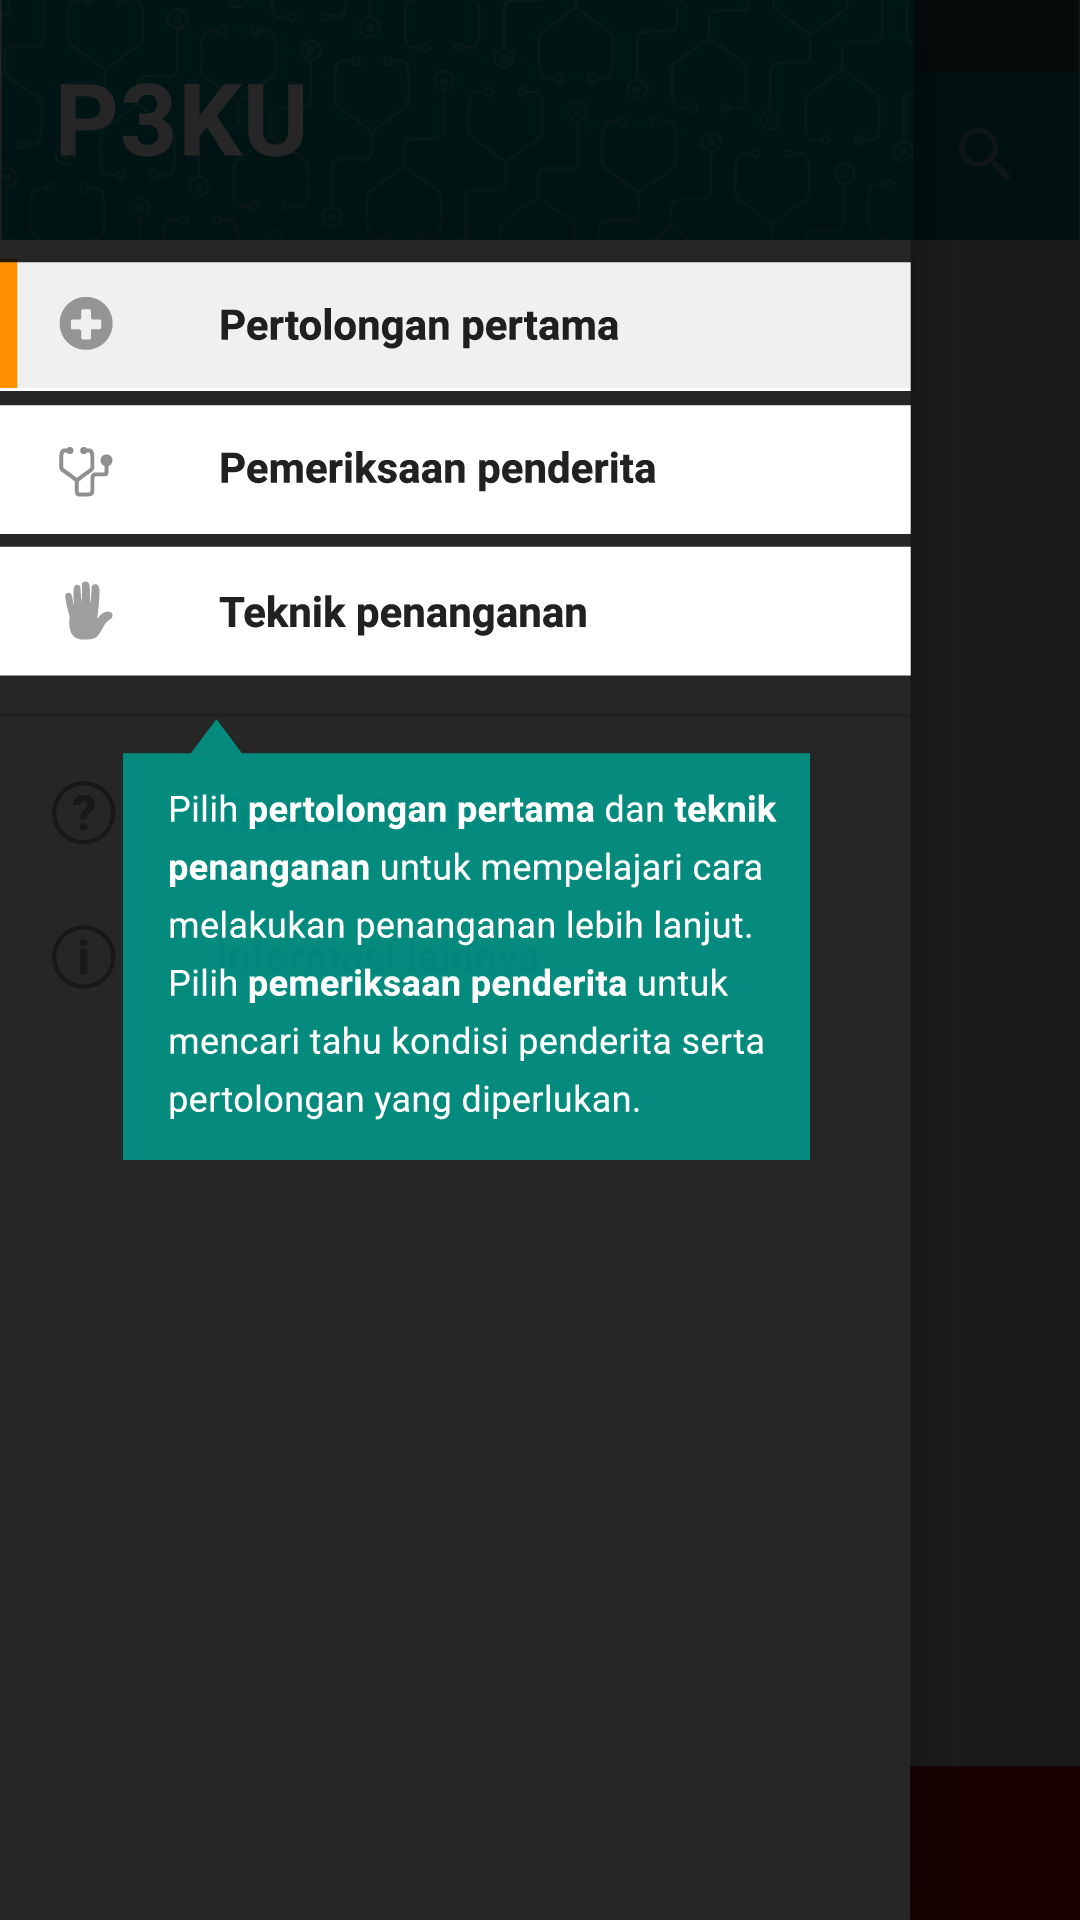 P3KU
Pertolongan pertama
Pemeriksaan penderita
Teknik penanganan
Pilih pertolongan pertama dan teknik
penanganan untuk mempelajari cara
melakukan penanganan lebih lanjut.
Informasi lainnya
Pilih pemeriksaan penderita untuk
mencari tahu kondisi penderita serta
pertolongan yang diperlukan.